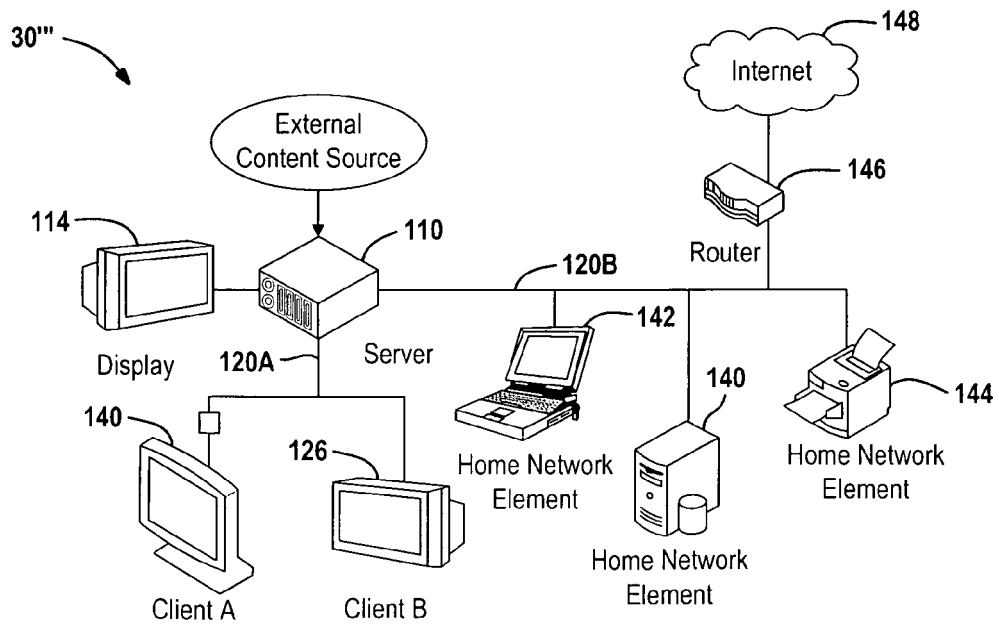 30'''
148
Internet
External
Content Source
146
114
110
Router
120B
142
Display
120A
Server
140
144
140
126
Home Network
Element
Home Network
Element
Home Network
Element
Client A
Client B